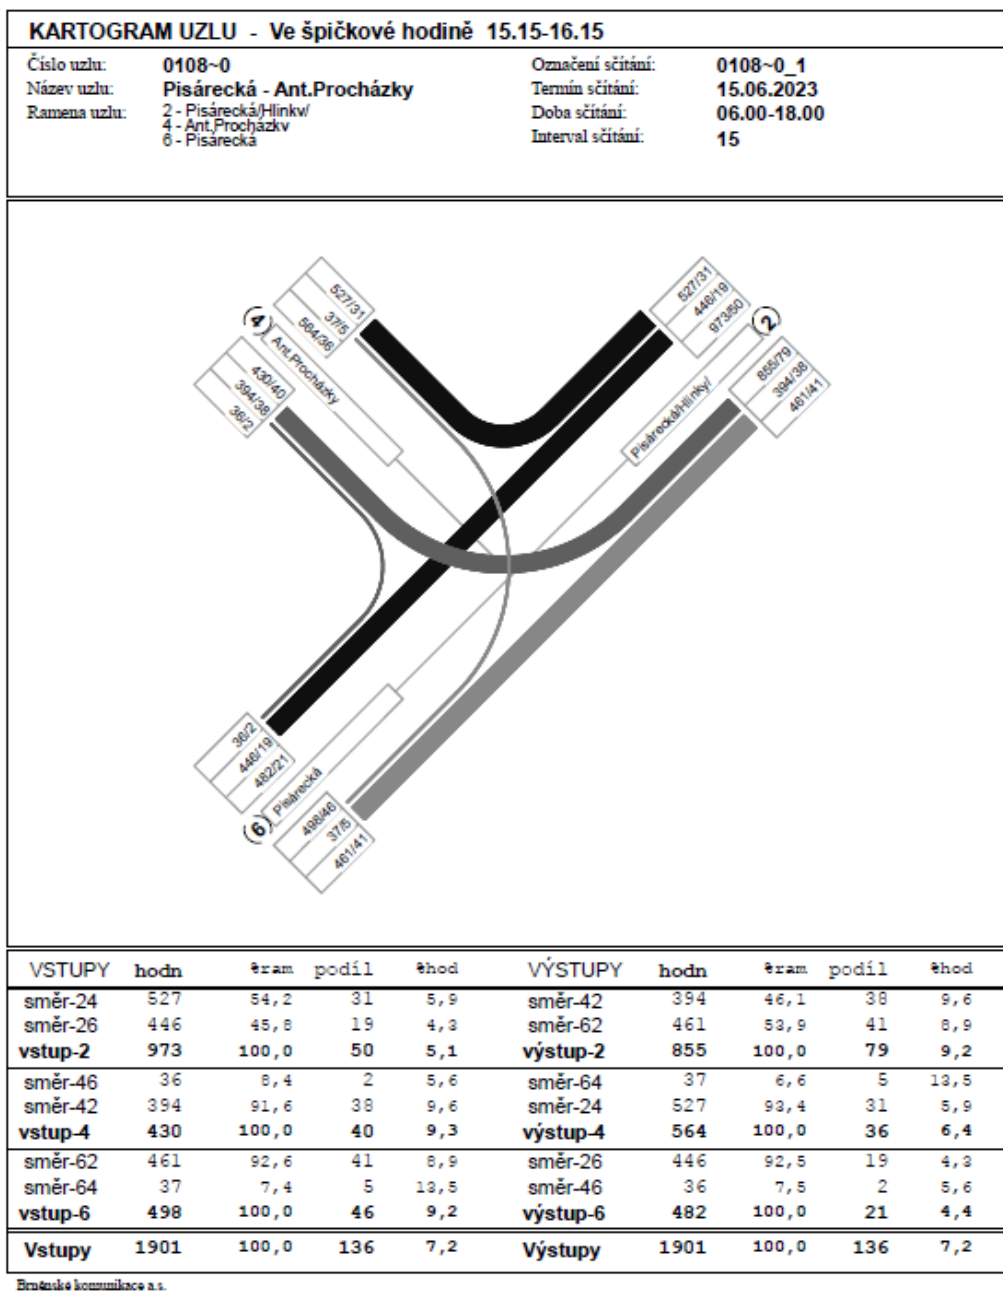 KARTOGRAM UZLU - Ve špičkové hodině 15.15-16.15
Číslo uzlu: 0108~0 Označení sčítání: 0108~0_1
Název uzlu: Pisárecká - Ant.Procházky Termín sčítání: 15.06.2023
Ramena uzlu: 2 - Pisárecká/Hlinky/ Doba sčítání: 06.00-18.00
4 - Ant.Procházky
6 - Pisárecká Interval sčítání: 15
527/31
37/5
564/36
4
Ant.Procházky
430/40
394/38
36/2
527/31
446/19
973/50
2
Pisárecká/Hlinky/
855/79
394/38
461/41
36/2
446/19
482/21
6
Pisárecká
498/46
37/5
461/41
VSTUPY hodn %ram podíl %hod VÝSTUPY hodn %ram podíl %hod
směr-24 527 54,2 31 5,9 směr-42 394 46,1 38 9,6
směr-26 446 45,8 19 4,3 směr-62 461 53,9 41 8,9
vstup-2 973 100,0 50 5,1 výstup-2 855 100,0 79 9,2
směr-46 36 8,4 2 5,6 směr-64 37 6,6 5 13,5
směr-42 394 91,6 38 9,6 směr-24 527 93,4 31 5,9
vstup-4 430 100,0 40 9,3 výstup-4 564 100,0 36 6,4
směr-62 461 92,6 41 8,9 směr-26 446 92,5 19 4,3
směr-64 37 7,4 5 13,5 směr-46 36 7,5 2 5,6
vstup-6 498 100,0 46 9,2 výstup-6 482 100,0 21 4,4
Vstupy 1901 100,0 136 7,2 Výstupy 1901 100,0 136 7,2
Brněnské komunikace a.s.